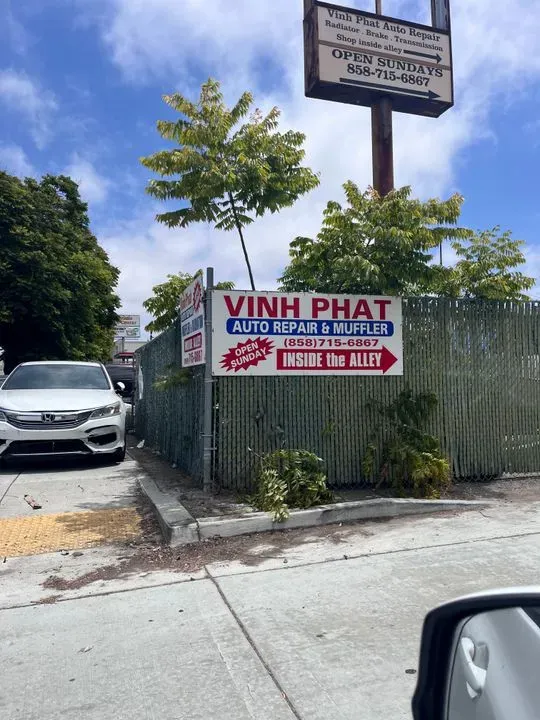 Vinh Phat Auto Repair
Radiator . Brake . Transmission
Shop inside alley
OPEN SUNDAYS
858-715-6867
VINH PHAT
AUTO REPAIR & MUFFLER
(858)715-6867
OPEN
SUNDAY
INSIDE the ALLEY